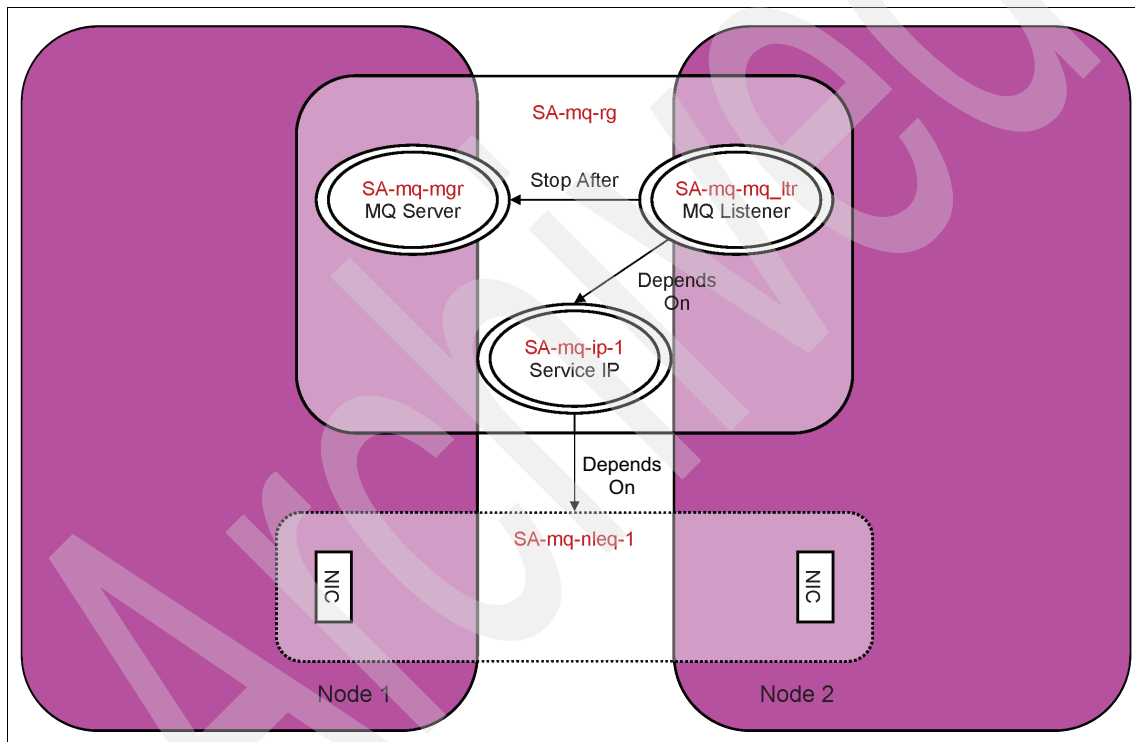 SA-mq-rg
SA-mq-mgr
MQ Server
Stop After
SA-mq-mq_ltr
MQ Listener
Depends
On
SA-mq-ip-1
Service IP
Depends
On
SA-mq-nleq-1
NIC
NIC
Node 1
Node 2
Archived